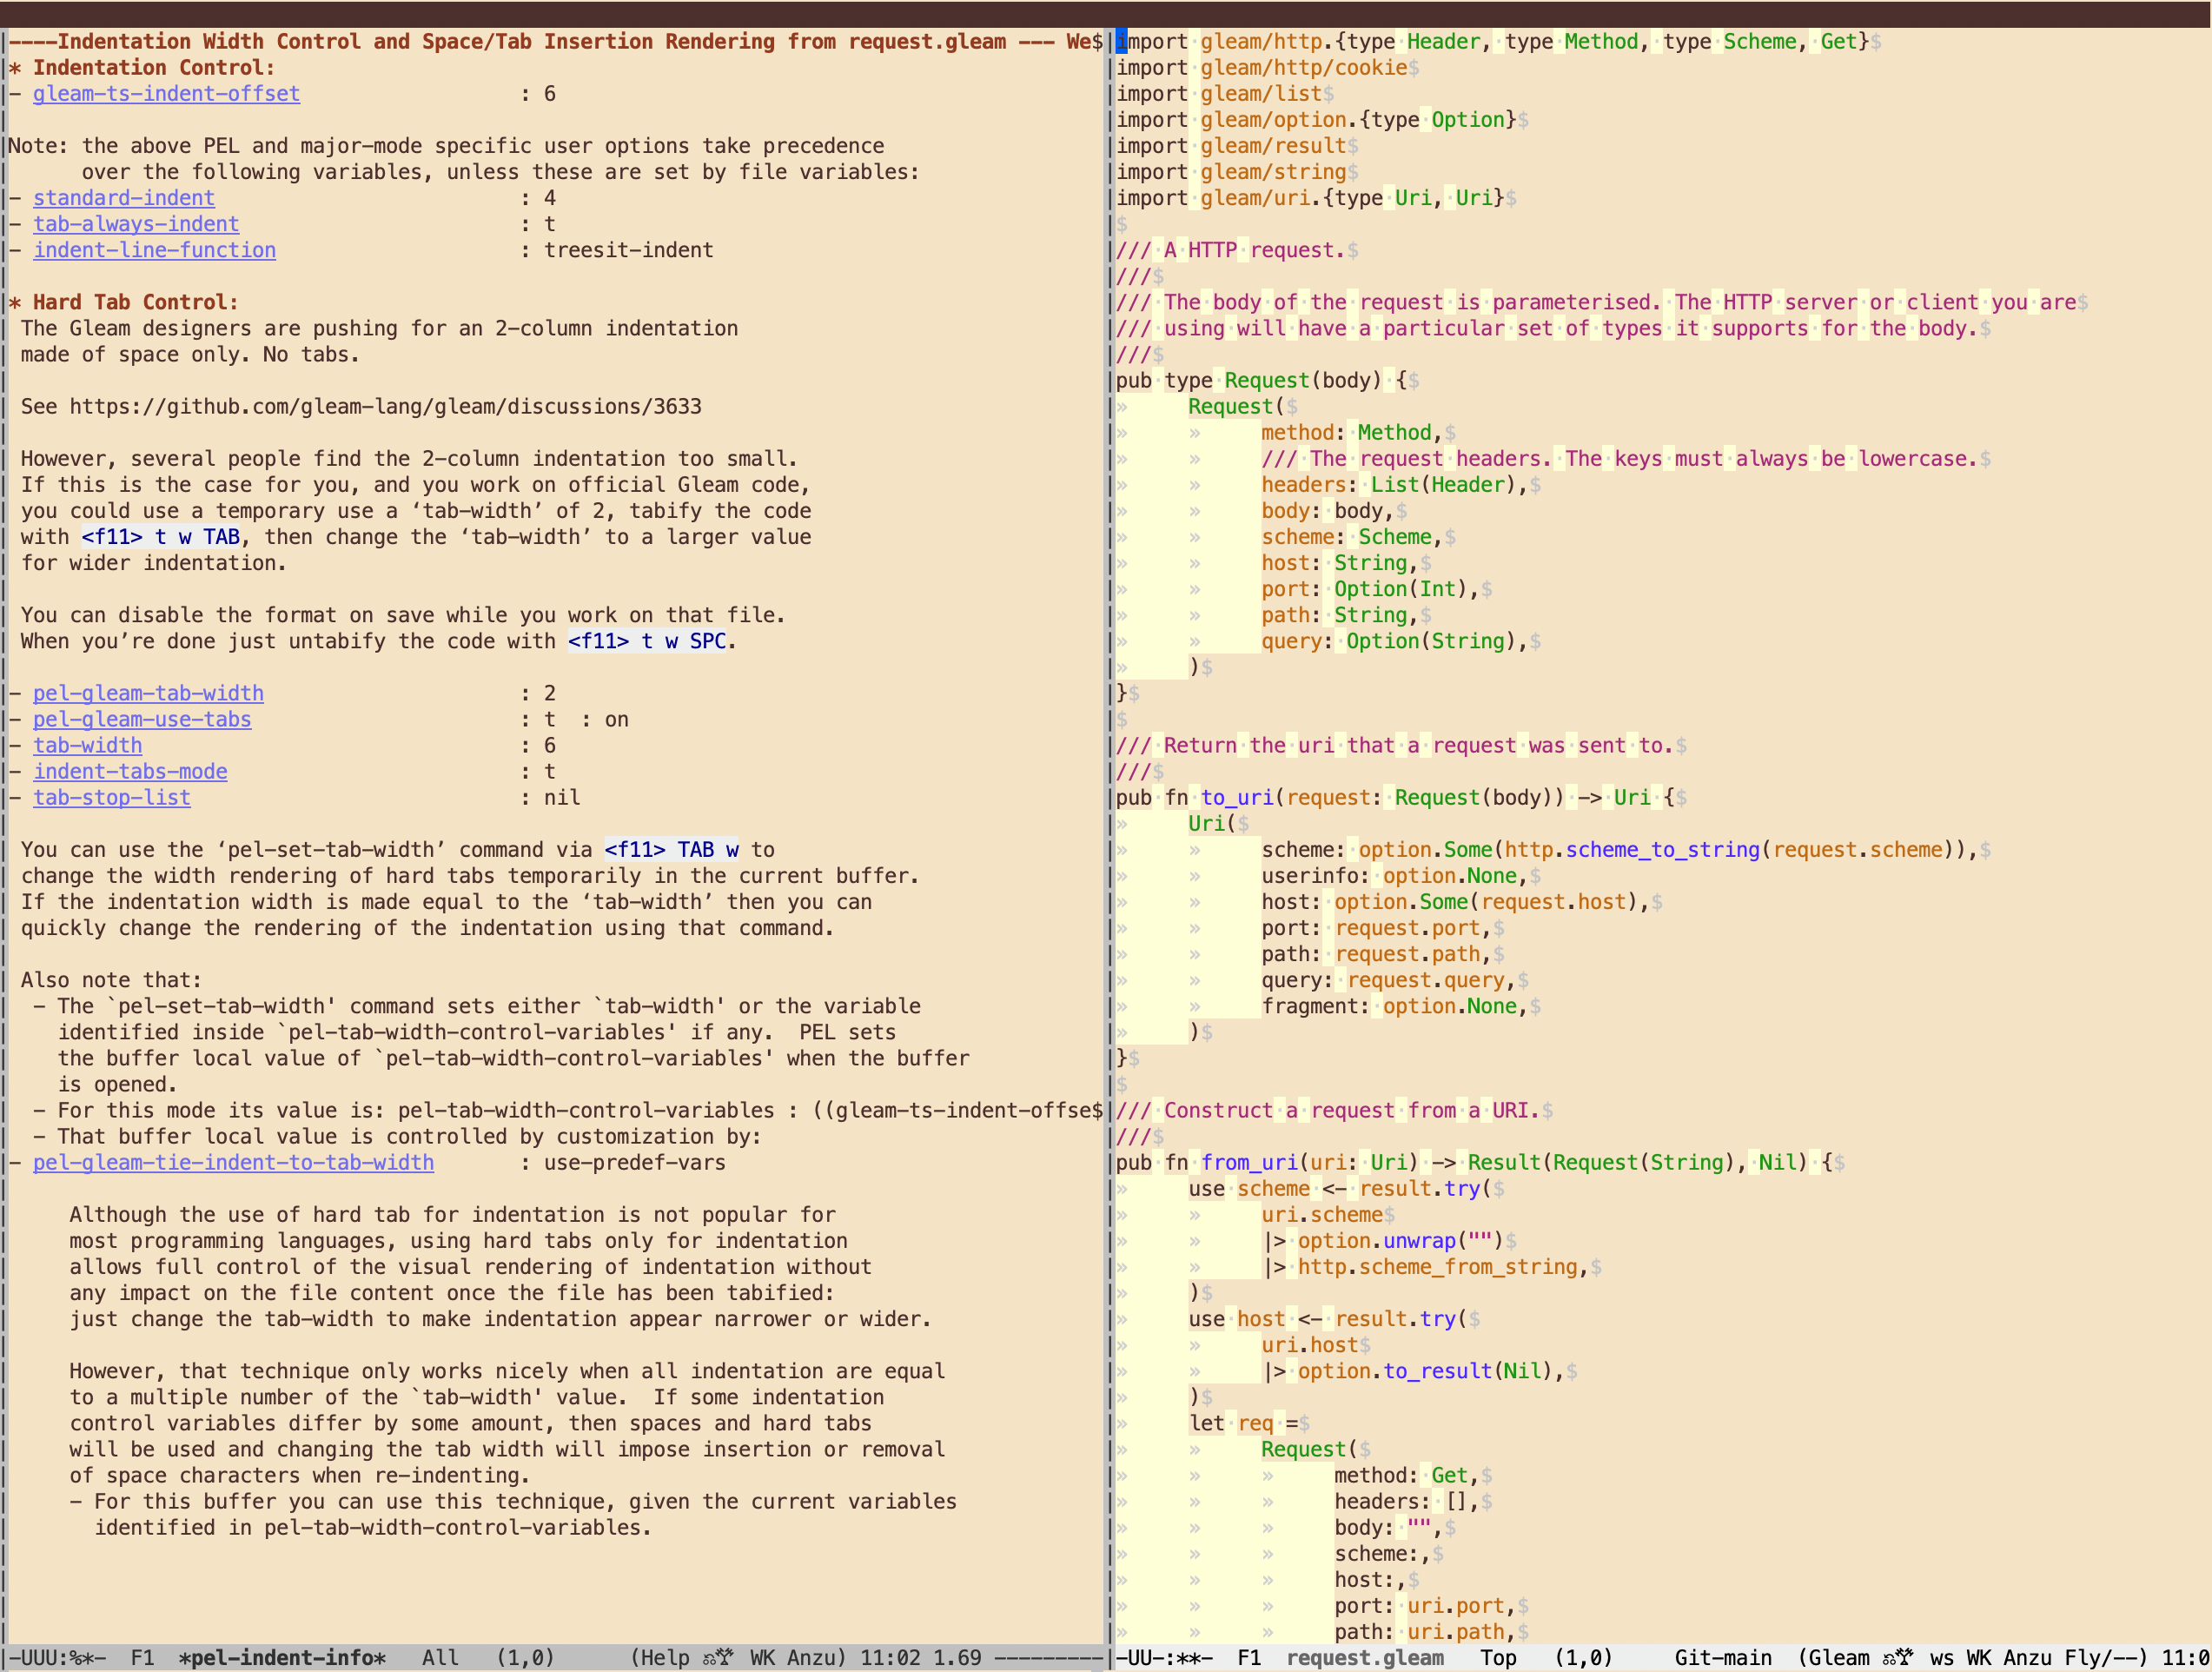 ----Indentation Width Control and Space/Tab Insertion Rendering from request.gleam --- We$
* Indentation Control:
- gleam-ts-indent-offset : 6
Note: the above PEL and major-mode specific user options take precedence
over the following variables, unless these are set by file variables:
- standard-indent : 4
- tab-always-indent : t
- indent-line-function : treesit-indent
* Hard Tab Control:
The Gleam designers are pushing for an 2-column indentation
made of space only. No tabs.
See https://github.com/gleam-lang/gleam/discussions/3633
However, several people find the 2-column indentation too small.
If this is the case for you, and you work on official Gleam code,
you could use a temporary use a ‘tab-width’ of 2, tabify the code
with <f11> t w TAB, then change the ‘tab-width’ to a larger value
for wider indentation.
You can disable the format on save while you work on that file.
When you’re done just untabify the code with <f11> t w SPC.
- pel-gleam-tab-width : 2
- pel-gleam-use-tabs : t : on
- tab-width : 6
- indent-tabs-mode : t
- tab-stop-list : nil
You can use the ‘pel-set-tab-width’ command via <f11> TAB w to
change the width rendering of hard tabs temporarily in the current buffer.
If the indentation width is made equal to the ‘tab-width’ then you can
quickly change the rendering of the indentation using that command.
Also note that:
- The `pel-set-tab-width' command sets either `tab-width' or the variable
identified inside `pel-tab-width-control-variables' if any.  PEL sets
the buffer local value of `pel-tab-width-control-variables' when the buffer
is opened.
- For this mode its value is: pel-tab-width-control-variables : ((gleam-ts-indent-offse$
- That buffer local value is controlled by customization by:
- pel-gleam-tie-indent-to-tab-width : use-predef-vars
Although the use of hard tab for indentation is not popular for
most programming languages, using hard tabs only for indentation
allows full control of the visual rendering of indentation without
any impact on the file content once the file has been tabified:
just change the tab-width to make indentation appear narrower or wider.
However, that technique only works nicely when all indentation are equal
to a multiple number of the `tab-width' value.  If some indentation
control variables differ by some amount, then spaces and hard tabs
will be used and changing the tab width will impose insertion or removal
of space characters when re-indenting.
- For this buffer you can use this technique, given the current variables
identified in pel-tab-width-control-variables.
-UUU:%*-  F1  *pel-indent-info*   All   (1,0)      (Help WK Anzu) 11:02 1.69 ---------
import·gleam/http.{type·Header,·type·Method,·type·Scheme,·Get}$
import·gleam/http/cookie$
import·gleam/list$
import·gleam/option.{type·Option}$
import·gleam/result$
import·gleam/string$
import·gleam/uri.{type·Uri,·Uri}$
$
///·A·HTTP·request.$
///$
///·The·body·of·the·request·is·parameterised.·The·HTTP·server·or·client·you·are$
///·using·will·have·a·particular·set·of·types·it·supports·for·the·body.$
///$
pub·type·Request(body)·{$
»     Request($
»     »     method:·Method,$
»     »     ///·The·request·headers.·The·keys·must·always·be·lowercase.$
»     »     headers:·List(Header),$
»     »     body:·body,$
»     »     scheme:·Scheme,$
»     »     host:·String,$
»     »     port:·Option(Int),$
»     »     path:·String,$
»     »     query:·Option(String),$
»     )$
}$
$
///·Return·the·uri·that·a·request·was·sent·to.$
///$
pub·fn·to_uri(request:·Request(body))·->·Uri·{$
»     Uri($
»     »     scheme:·option.Some(http.scheme_to_string(request.scheme)),$
»     »     userinfo:·option.None,$
»     »     host:·option.Some(request.host),$
»     »     port:·request.port,$
»     »     path:·request.path,$
»     »     query:·request.query,$
»     »     fragment:·option.None,$
»     )$
}$
$
///·Construct·a·request·from·a·URI.$
///$
pub·fn·from_uri(uri:·Uri)·->·Result(Request(String),·Nil)·{$
»     use·scheme·<-·result.try($
»     »     uri.scheme$
»     »     |>·option.unwrap("")$
»     »     |>·http.scheme_from_string,$
»     )$
»     use·host·<-·result.try($
»     »     uri.host$
»     »     |>·option.to_result(Nil),$
»     )$
»     let·req·=$
»     »     Request($
»     »     »     method:·Get,$
»     »     »     headers:·[],$
»     »     »     body:·"",$
»     »     »     scheme:,$
»     »     »     host:,$
»     »     »     port:·uri.port,$
»     »     »     path:·uri.path,$
-UU-:**-  F1  request.gleam   Top   (1,0)     Git-main  (Gleam ws WK Anzu Fly/--) 11:0